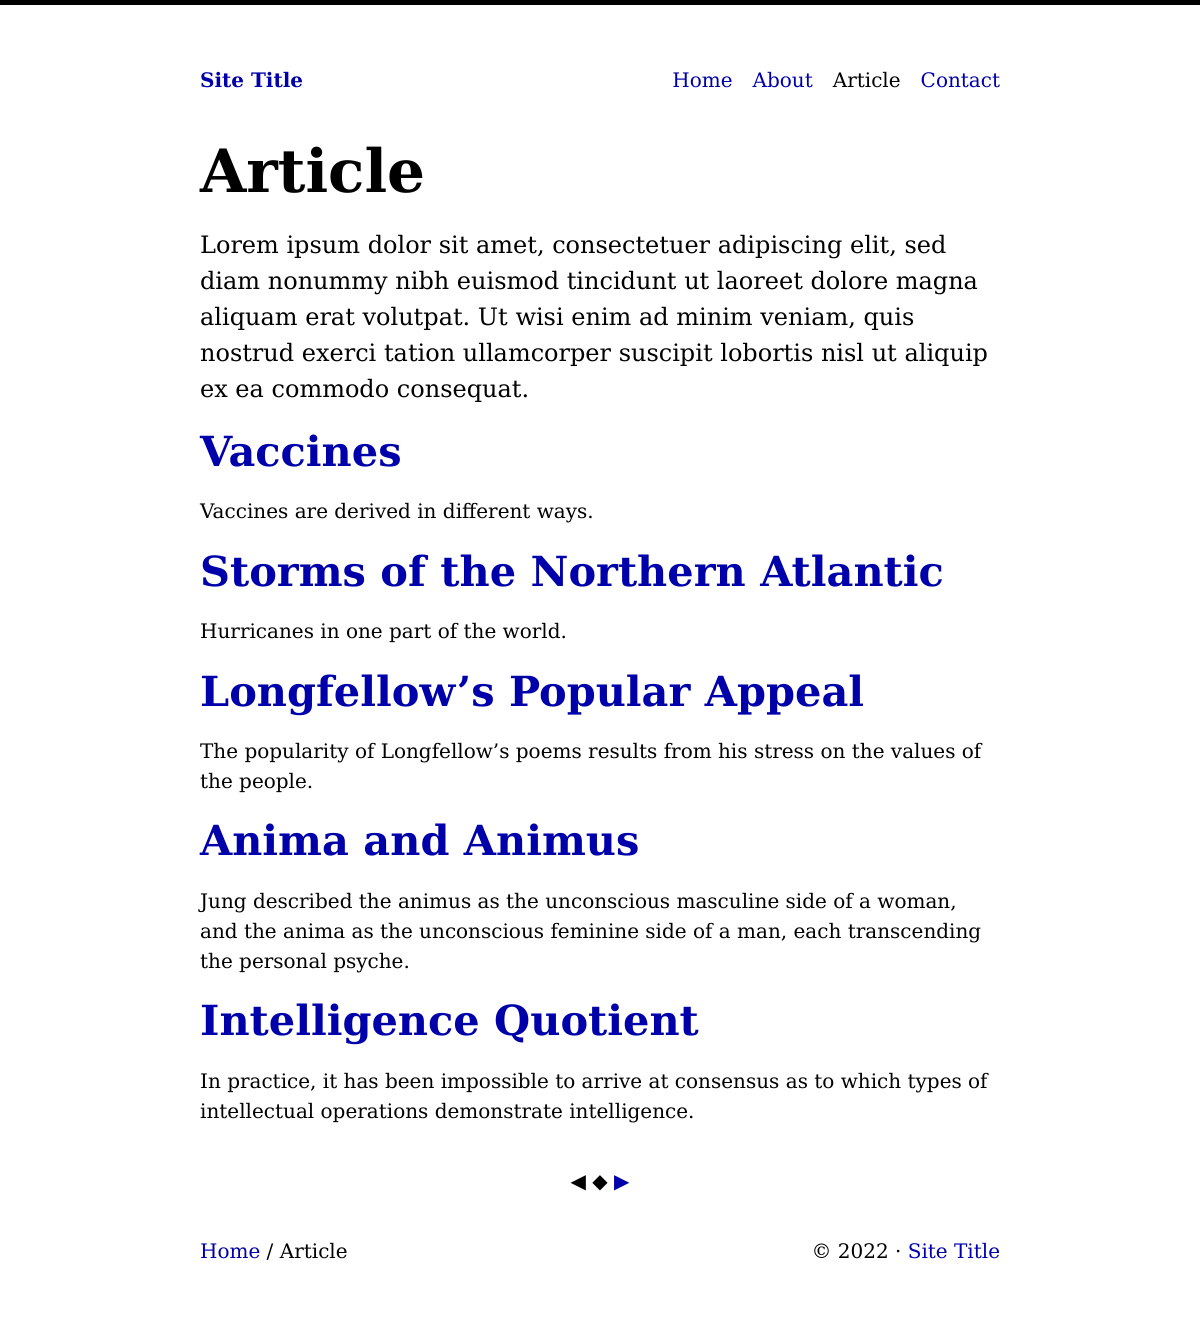 Site Title
Home About Article Contact
Article
Lorem ipsum dolor sit amet, consectetuer adipiscing elit, sed
diam nonummy nibh euismod tincidunt ut laoreet dolore magna
aliquam erat volutpat. Ut wisi enim ad minim veniam, quis
nostrud exerci tation ullamcorper suscipit lobortis nisl ut aliquip
ex ea commodo consequat.
Vaccines
Vaccines are derived in different ways.
Storms of the Northern Atlantic
Hurricanes in one part of the world.
Longfellow’s Popular Appeal
The popularity of Longfellow’s poems results from his stress on the values of
the people.
Anima and Animus
Jung described the animus as the unconscious masculine side of a woman,
and the anima as the unconscious feminine side of a man, each transcending
the personal psyche.
Intelligence Quotient
In practice, it has been impossible to arrive at consensus as to which types of
intellectual operations demonstrate intelligence.
◀ ◆ ▶
Home / Article
© 2022 · Site Title